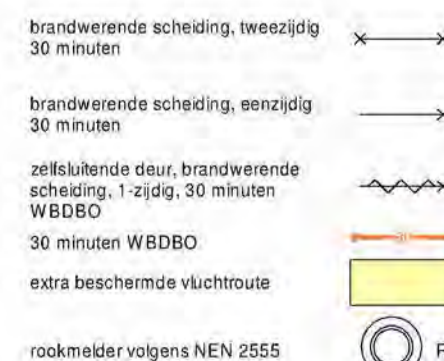 brandwerende scheiding, tweezijdig
30 minuten
brandwerende scheiding, eenzijdig
30 minuten
zelfsluitende deur, brandwerende
scheiding, 1-zijdig, 30 minuten
WBDBO
30 minuten WBDBO
30
extra beschermde vluchtroute
rookmelder volgens NEN 2555